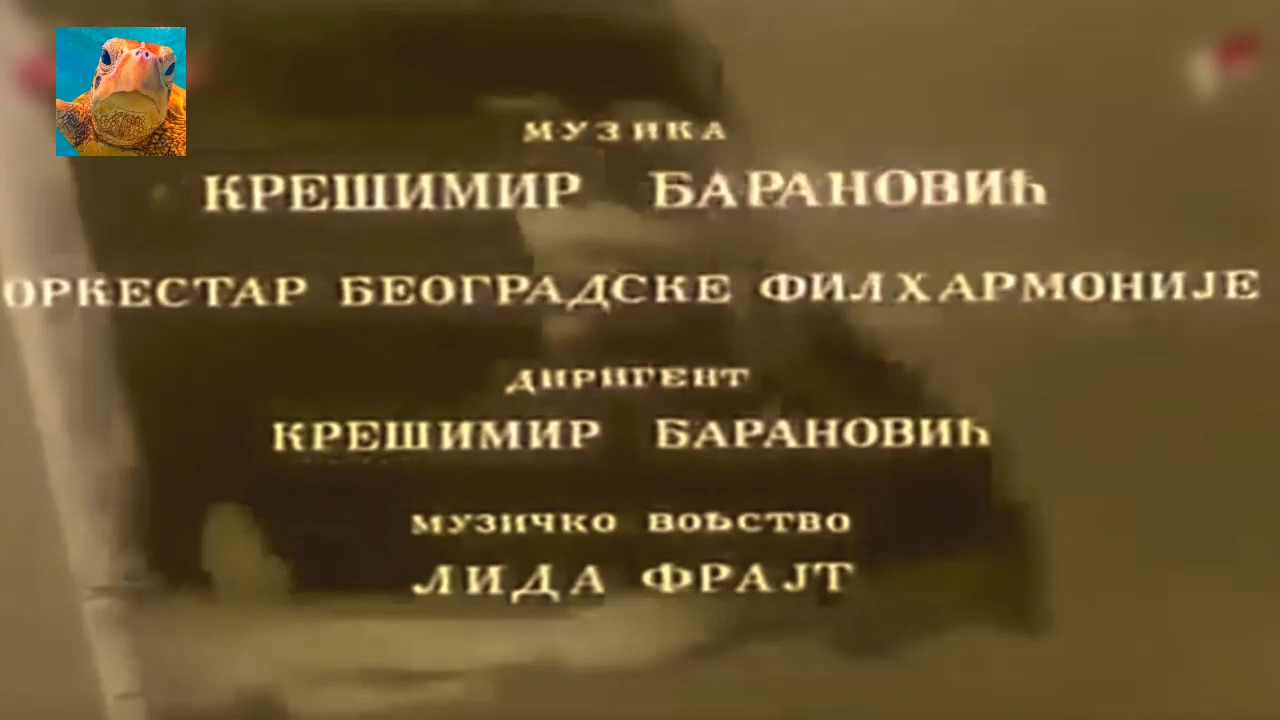 МУЗИКА
КРЕШИМИР БАРАНОВИЋ
ОРКЕСТАР БЕОГРАДСКЕ ФИЛХАРМОНИЈЕ
ДИРИГЕНТ
КРЕШИМИР БАРАНОВИЋ
МУЗИЧКО ВОЂСТВО
ЛИДА ФРАЈТ